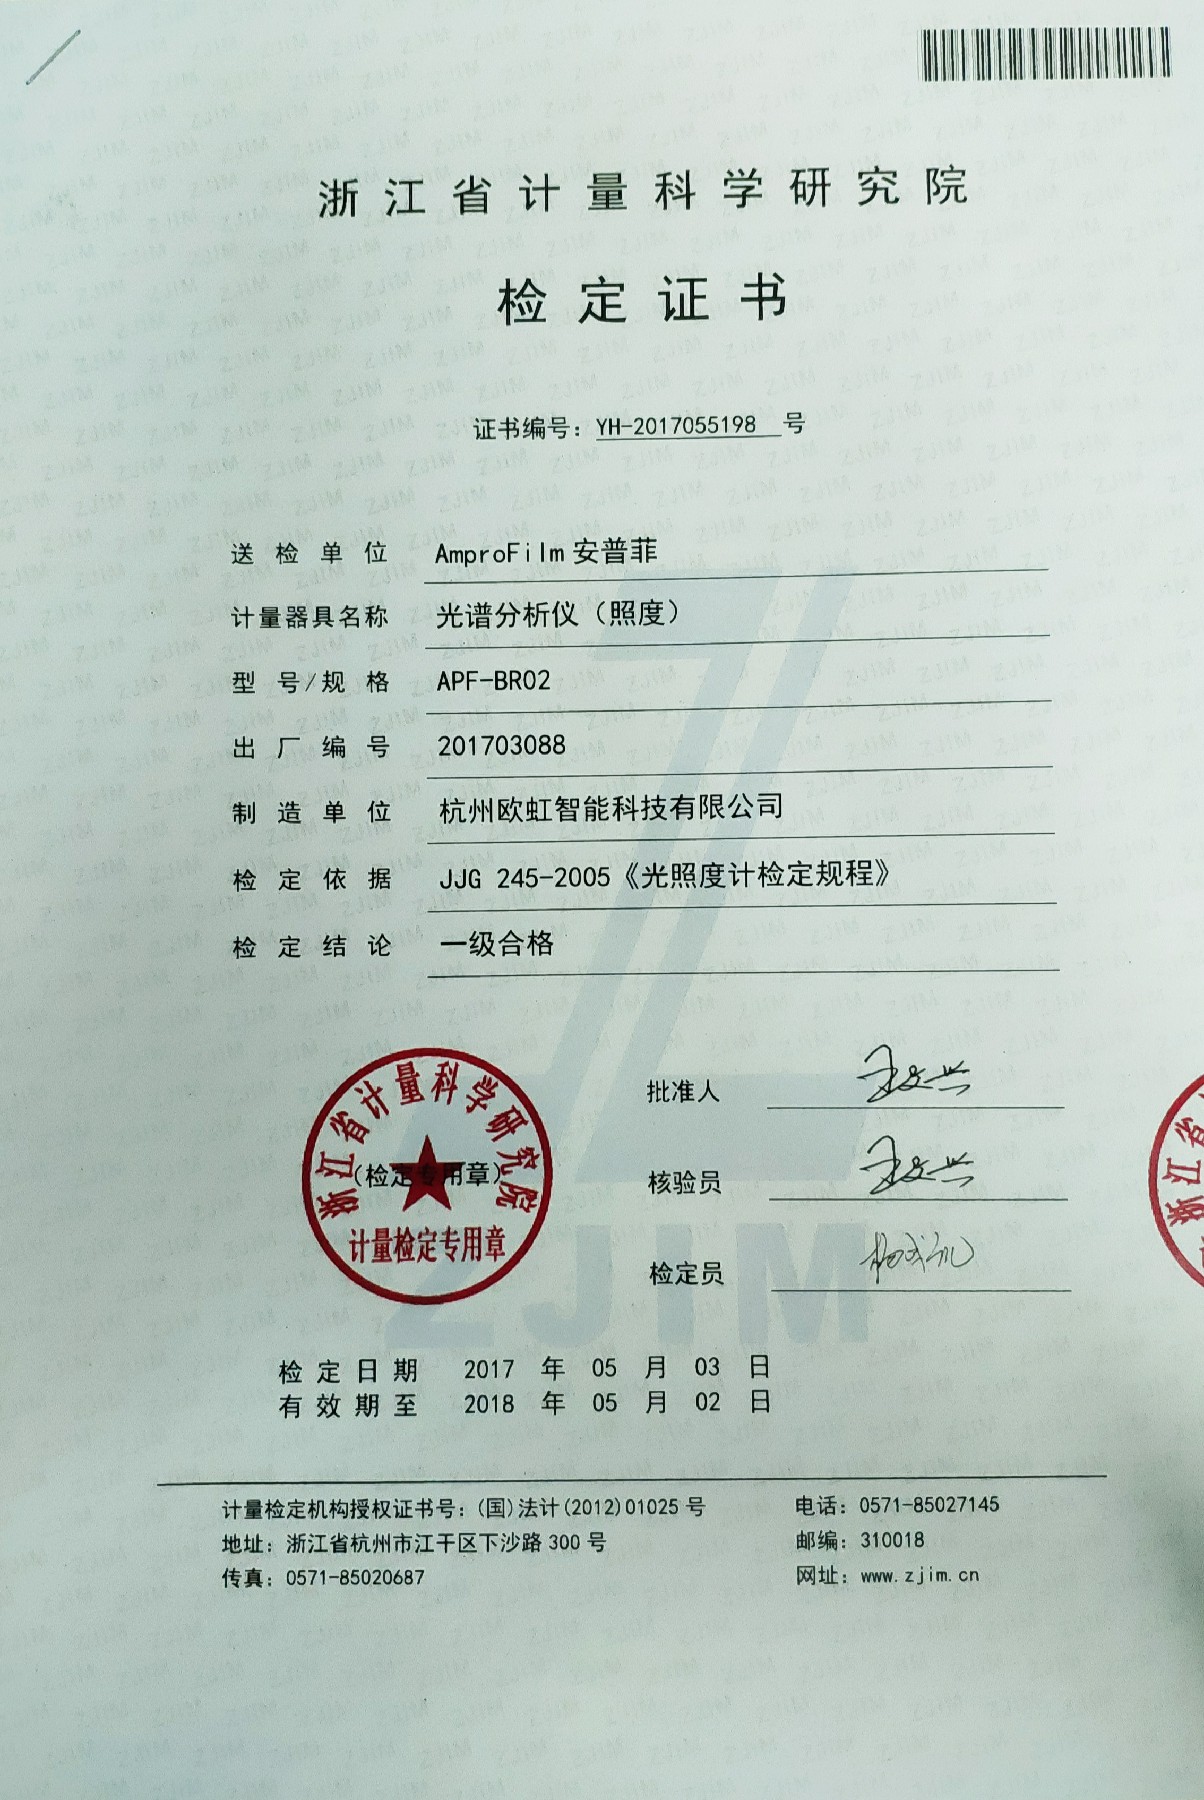 浙江省计量科学研究院
检定证书
证书编号：YH-2017055198 号
送检单位 AmproFilm 安普菲
计量器具名称 光谱分析仪（照度）
型号/规格 APF-BR02
出厂编号 201703088
制造单位 杭州欧虹智能科技有限公司
检定依据 JJG 245-2005《光照度计检定规程》
检定结论 一级合格
浙江省计量科学研究院
（检定专用章）
计量检定专用章
批准人
核验员
检定员
ZJIM
检定日期 2017 年 05 月 03 日
有效期至 2018 年 05 月 02 日
计量检定机构授权证书号：(国)法计(2012)01025 号 电话：0571-85027145
地址：浙江省杭州市江干区下沙路 300 号 邮编：310018
传真：0571-85020687 网址：www.zjim.cn